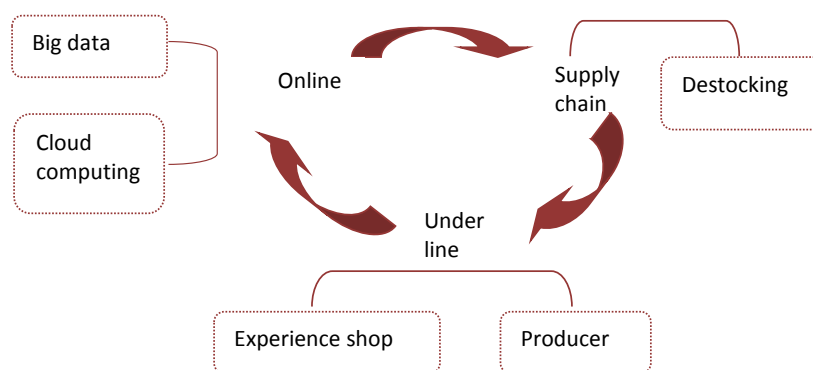 Big data
Online
Supply
chain
Destocking
Cloud
computing
Under
line
Experience shop
Producer